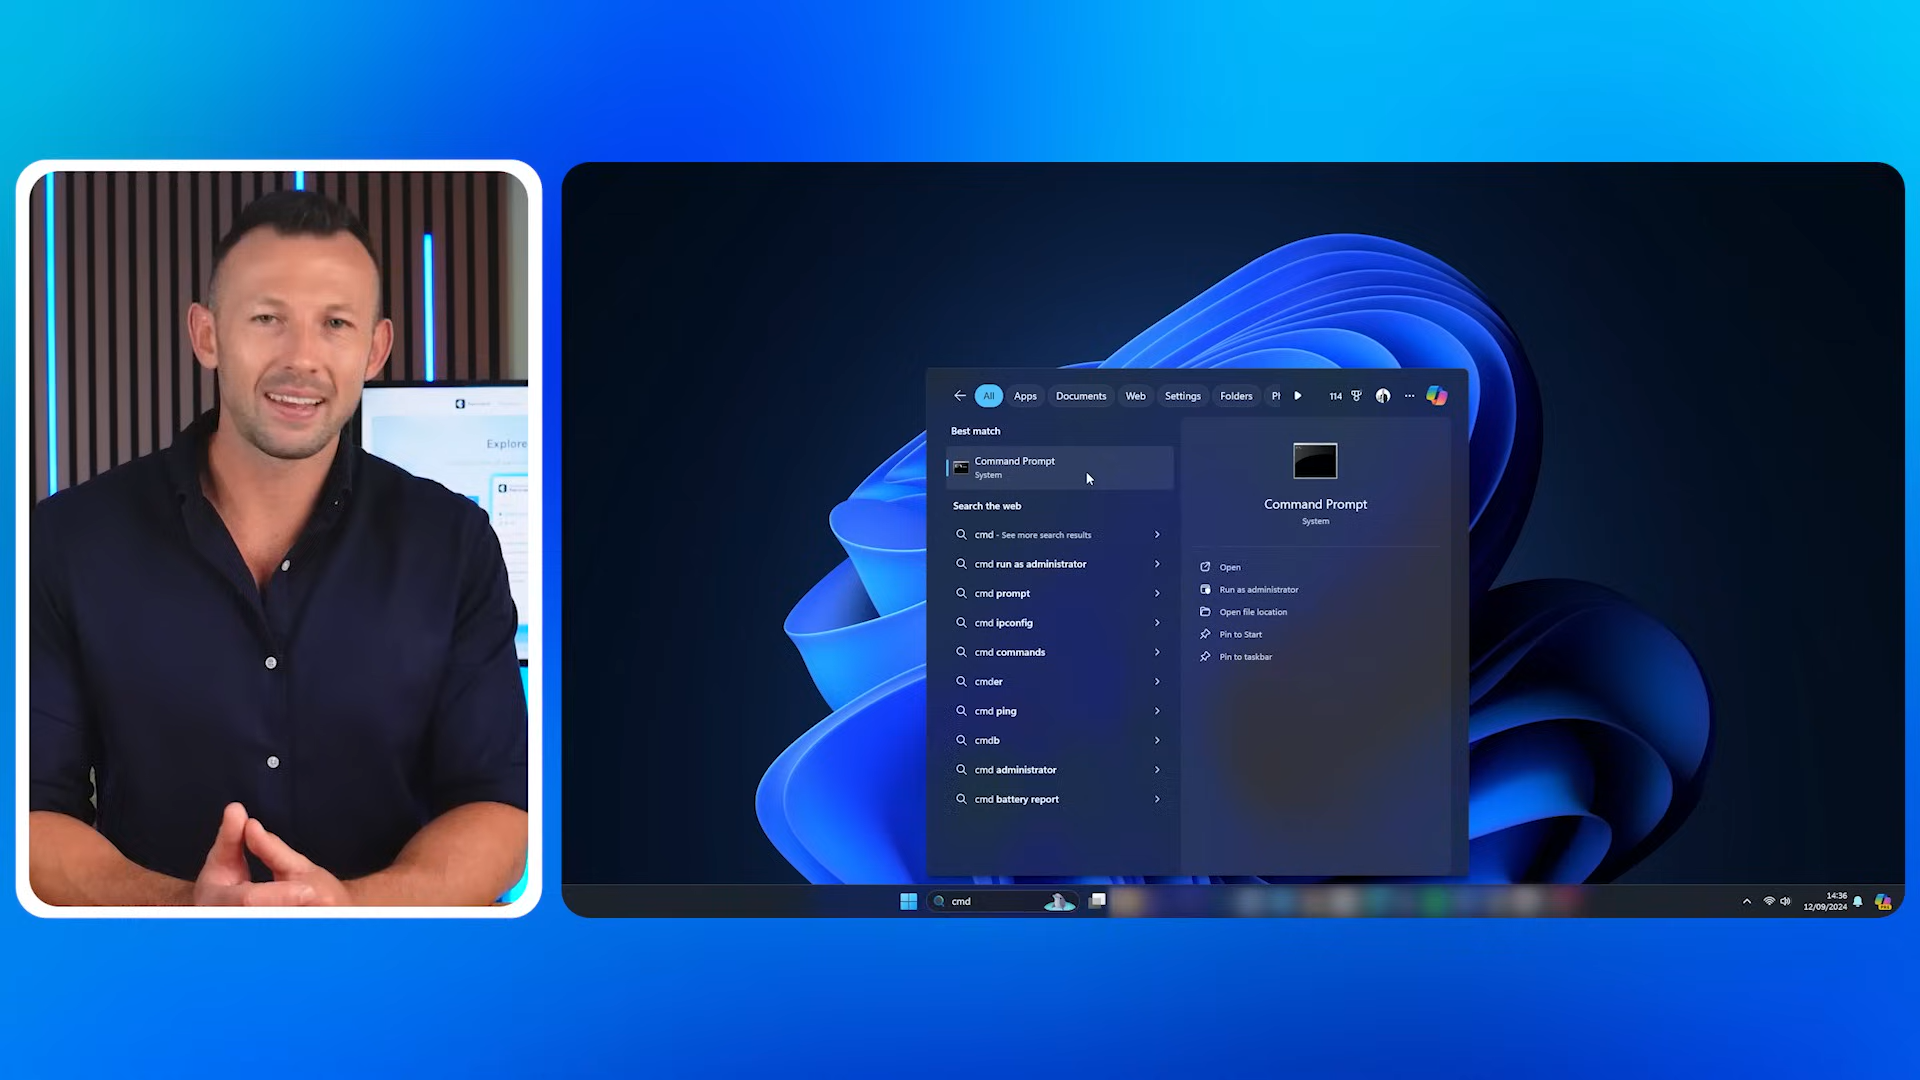 Explore
All
Apps
Documents
Web
Settings
Folders
114
Best match
Command Prompt
System
Search the web
cmd - See more search results
cmd run as administrator
cmd prompt
cmd ipconfig
cmd commands
cmder
cmd ping
cmdb
cmd administrator
cmd battery report
Command Prompt
System
Open
Run as administrator
Open file location
Pin to Start
Pin to taskbar
cmd
14:36
12/09/2024